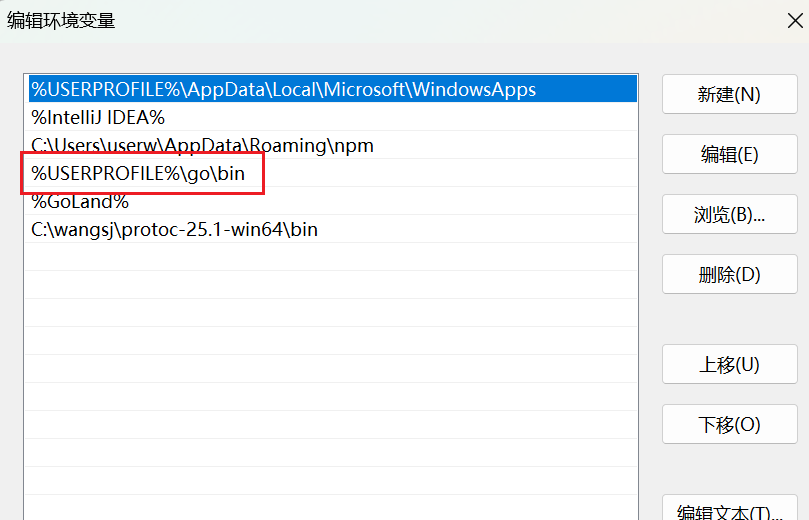 编辑环境变量
%USERPROFILE%\AppData\Local\Microsoft\WindowsApps
%IntelliJ IDEA%
C:\Users\userw\AppData\Roaming\npm
%USERPROFILE%\go\bin
%GoLand%
C:\wangsj\protoc-25.1-win64\bin
新建(N)
编辑(E)
浏览(B)...
删除(D)
上移(U)
下移(O)
编辑文本(T)...